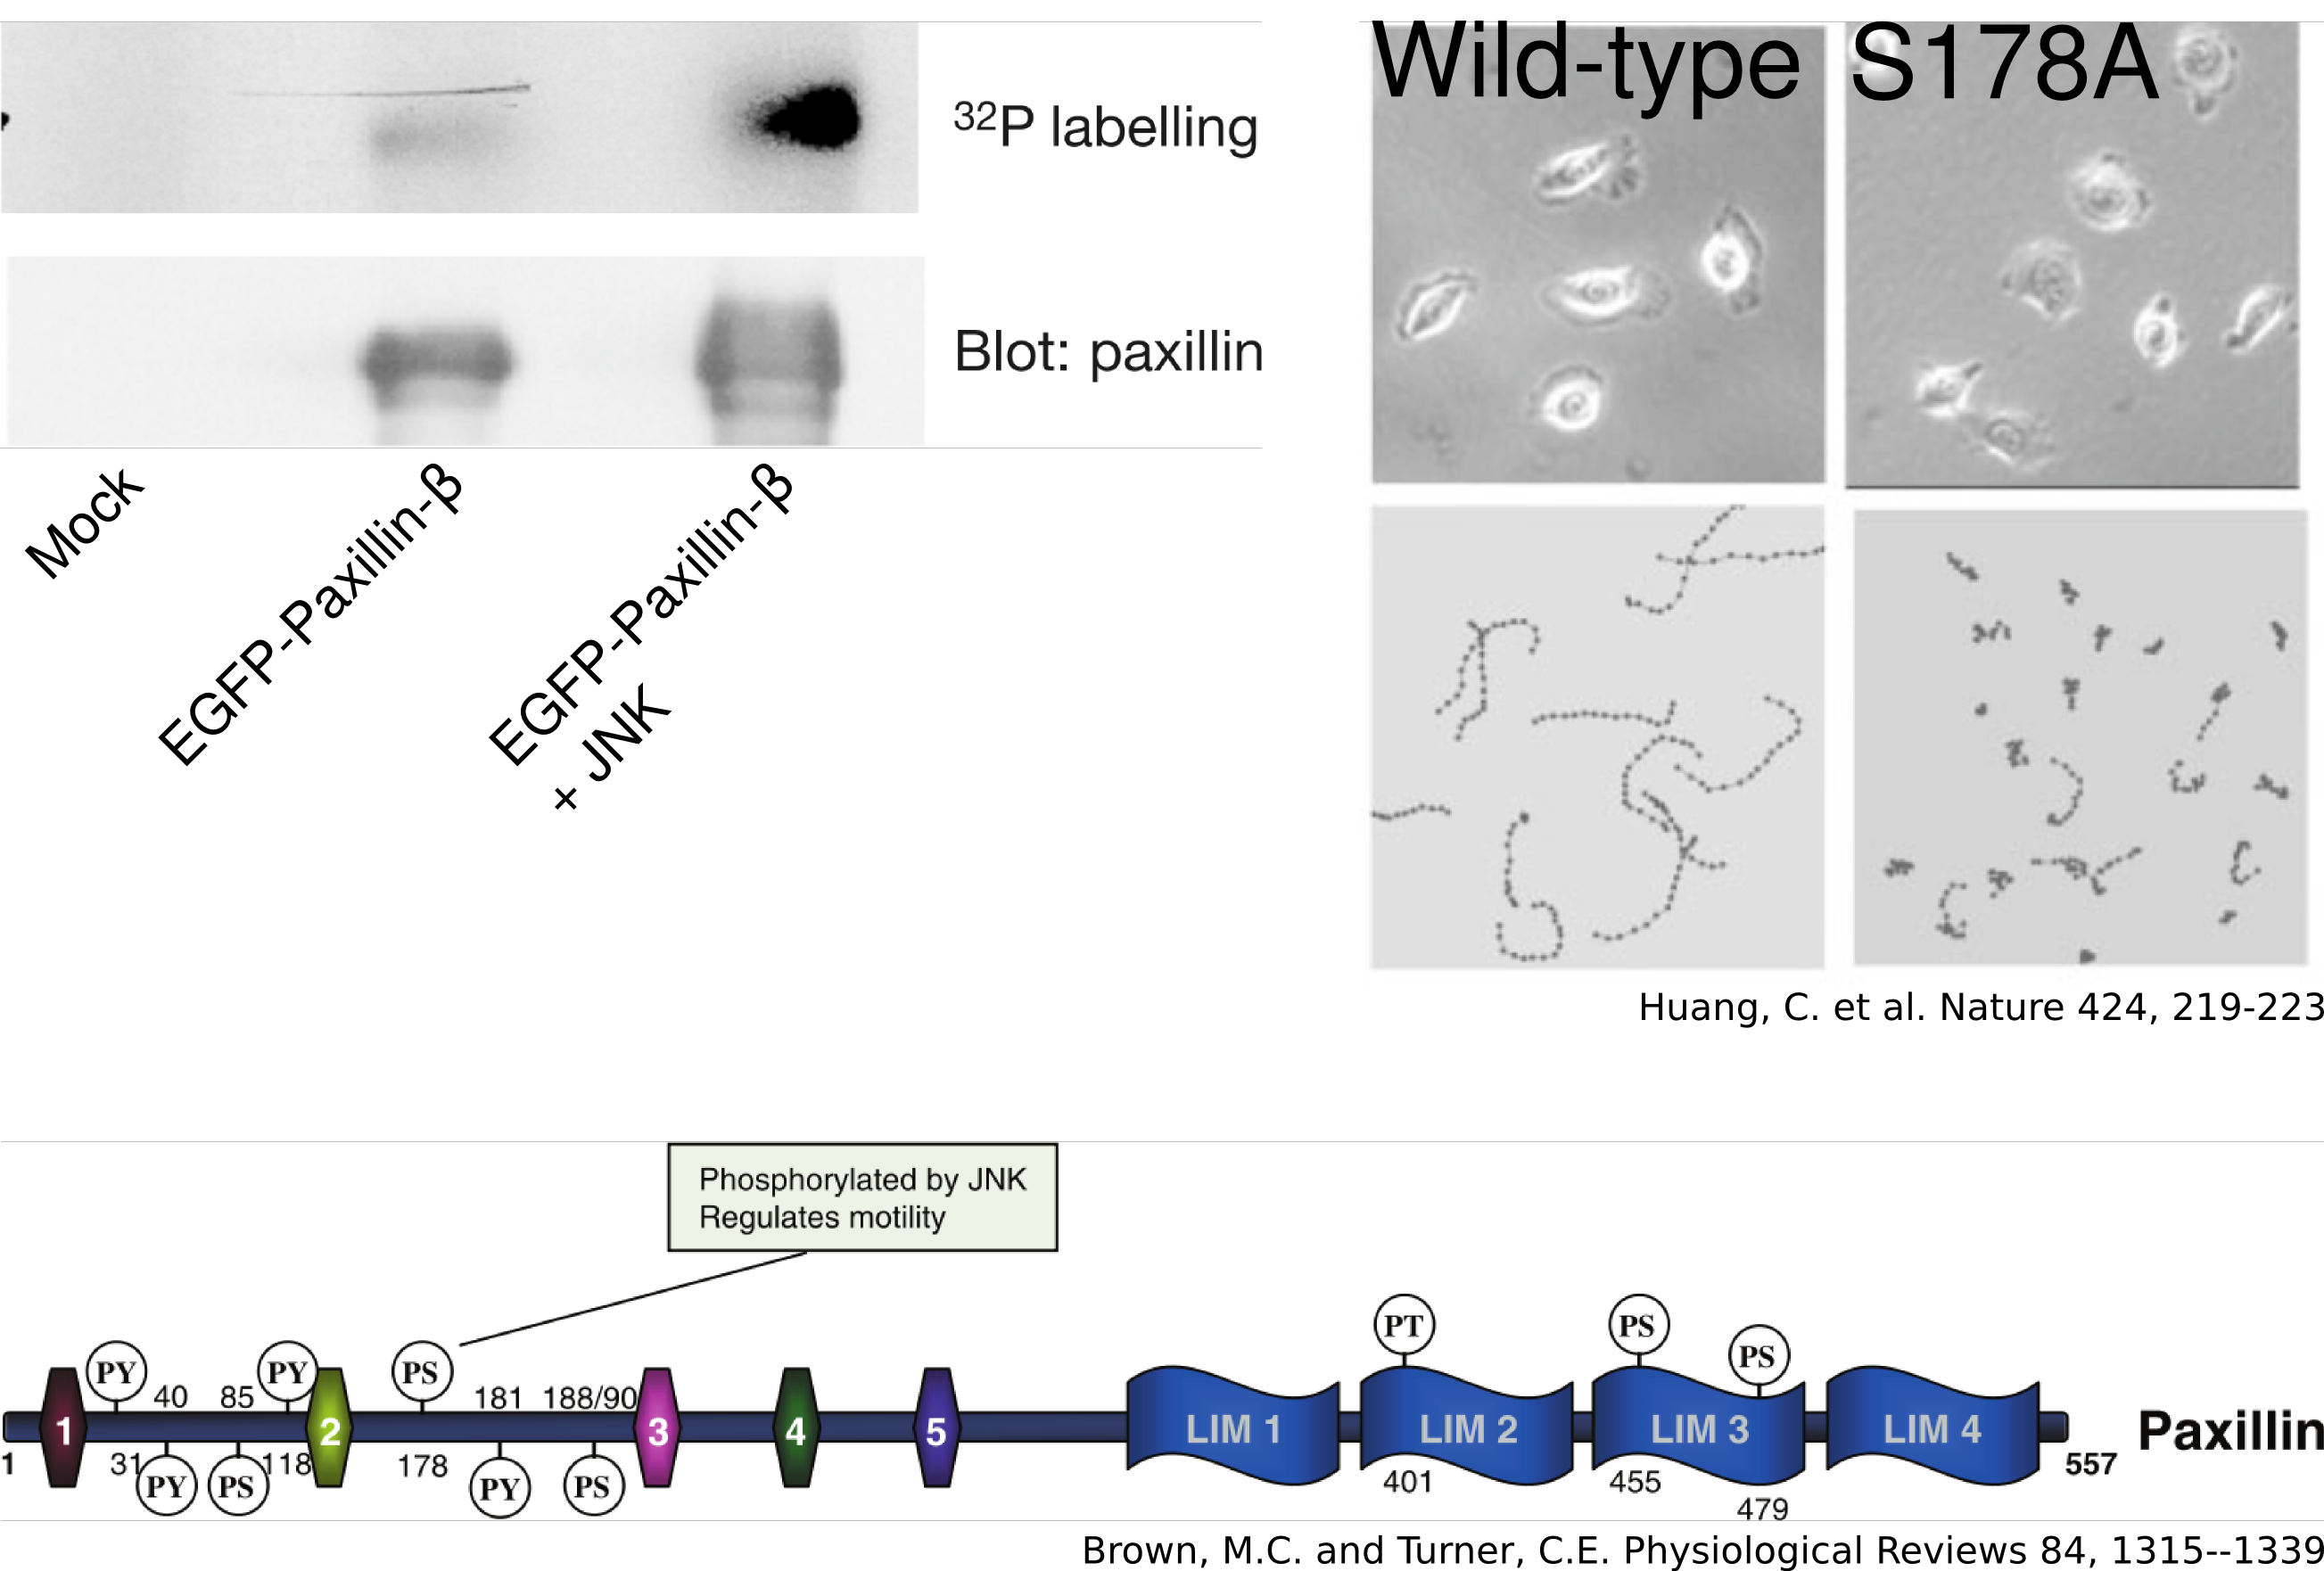 ³²P labelling
Blot: paxillin
Mock
EGFP-Paxillin-β
EGFP-Paxillin-β
+ JNK
Wild-type
S178A
Huang, C. et al. Nature 424, 219-223
Phosphorylated by JNK
Regulates motility
PY
PY
PS
PT
PS
PS
40
85
181
188/90
1
2
3
4
5
LIM 1
LIM 2
LIM 3
LIM 4
Paxillin
1
31
118
178
401
455
479
557
PY
PS
PY
PS
Brown, M.C. and Turner, C.E. Physiological Reviews 84, 1315--1339